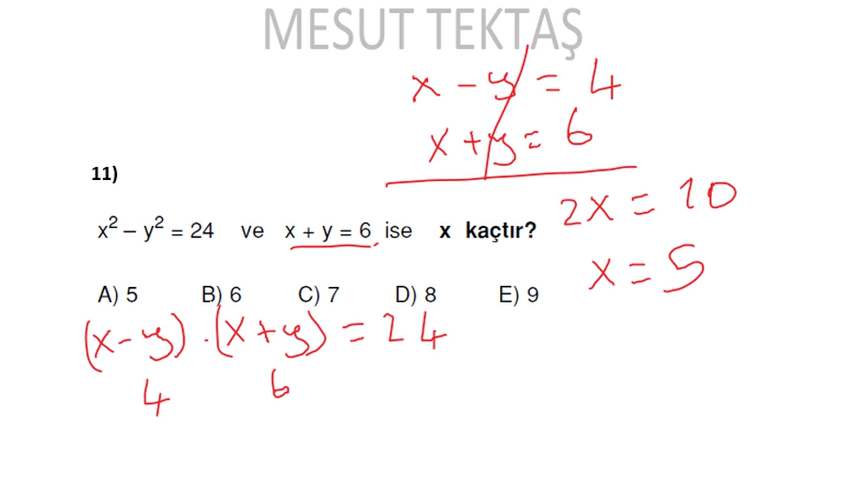 MESUT TEKTAŞ
x - y = 4
x + y = 6
11)
2x = 10
x² – y² = 24 ve x + y = 6 ise x kaçtır?
x = 5
A) 5 B) 6 C) 7 D) 8 E) 9
(x - y) . (x + y) = 24
4 6